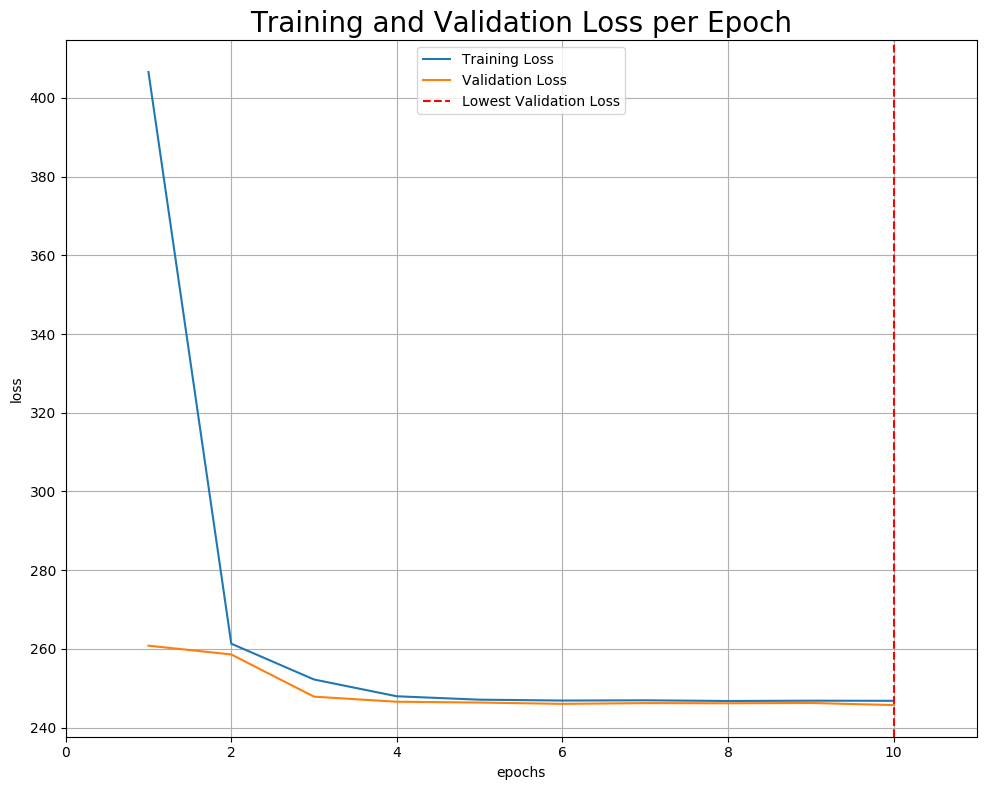 Training and Validation Loss per Epoch
Training Loss
Validation Loss
Lowest Validation Loss
400
380
360
340
320
300
280
260
240
loss
0 2 4 6 8 10
epochs